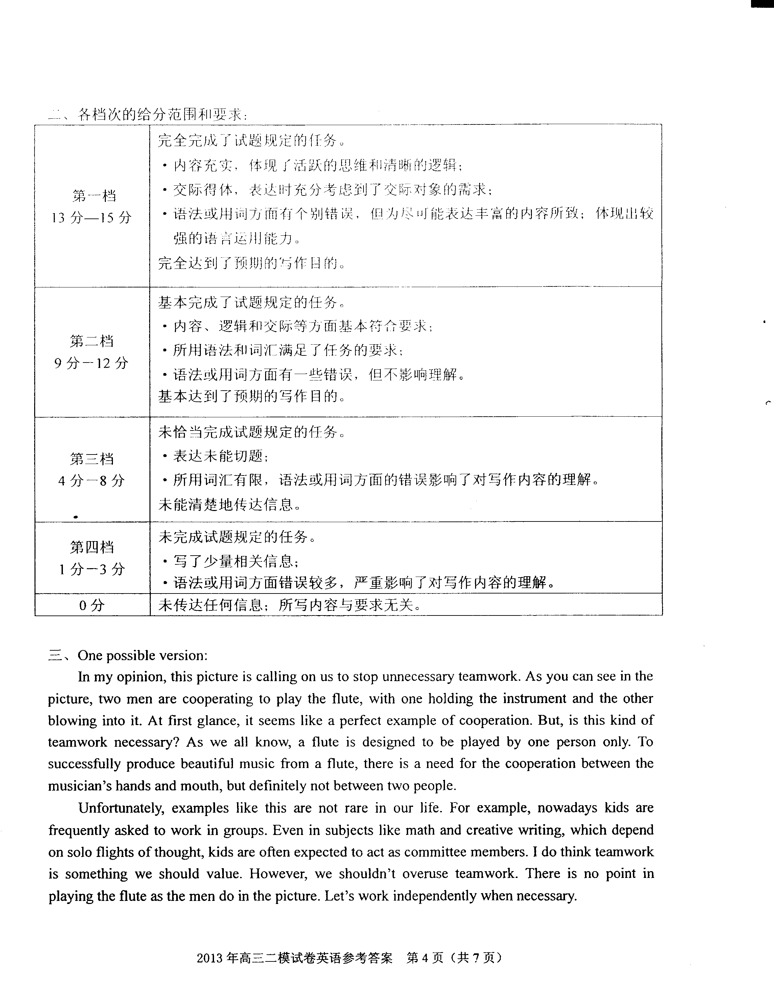 二、各档次的给分范围和要求:
第一档
13 分—15 分
完全完成了试题规定的任务。
·内容充实，体现了活跃的思维和清晰的逻辑；
·交际得体，表达时充分考虑到了交际对象的需求；
·语法或用词方面有个别错误，但为尽可能表达丰富的内容所致；体现出较
强的语言运用能力。
完全达到了预期的写作目的。
第二档
9 分－12 分
基本完成了试题规定的任务。
·内容、逻辑和交际等方面基本符合要求；
·所用语法和词汇满足了任务的要求；
·语法或用词方面有一些错误，但不影响理解。
基本达到了预期的写作目的。
第三档
4 分－8 分
未恰当完成试题规定的任务。
·表达未能切题；
·所用词汇有限，语法或用词方面的错误影响了对写作内容的理解。
未能清楚地传达信息。
第四档
1 分－3 分
未完成试题规定的任务。
·写了少量相关信息；
·语法或用词方面错误较多，严重影响了对写作内容的理解。
0 分
未传达任何信息；所写内容与要求无关。
三、One possible version:
In my opinion, this picture is calling on us to stop unnecessary teamwork. As you can see in the
picture, two men are cooperating to play the flute, with one holding the instrument and the other
blowing into it. At first glance, it seems like a perfect example of cooperation. But, is this kind of
teamwork necessary? As we all know, a flute is designed to be played by one person only. To
successfully produce beautiful music from a flute, there is a need for the cooperation between the
musician's hands and mouth, but definitely not between two people.
Unfortunately, examples like this are not rare in our life. For example, nowadays kids are
frequently asked to work in groups. Even in subjects like math and creative writing, which depend
on solo flights of thought, kids are often expected to act as committee members. I do think teamwork
is something we should value. However, we shouldn't overuse teamwork. There is no point in
playing the flute as the men do in the picture. Let's work independently when necessary.
2013 年高三二模试卷英语参考答案 第 4 页（共 7 页）